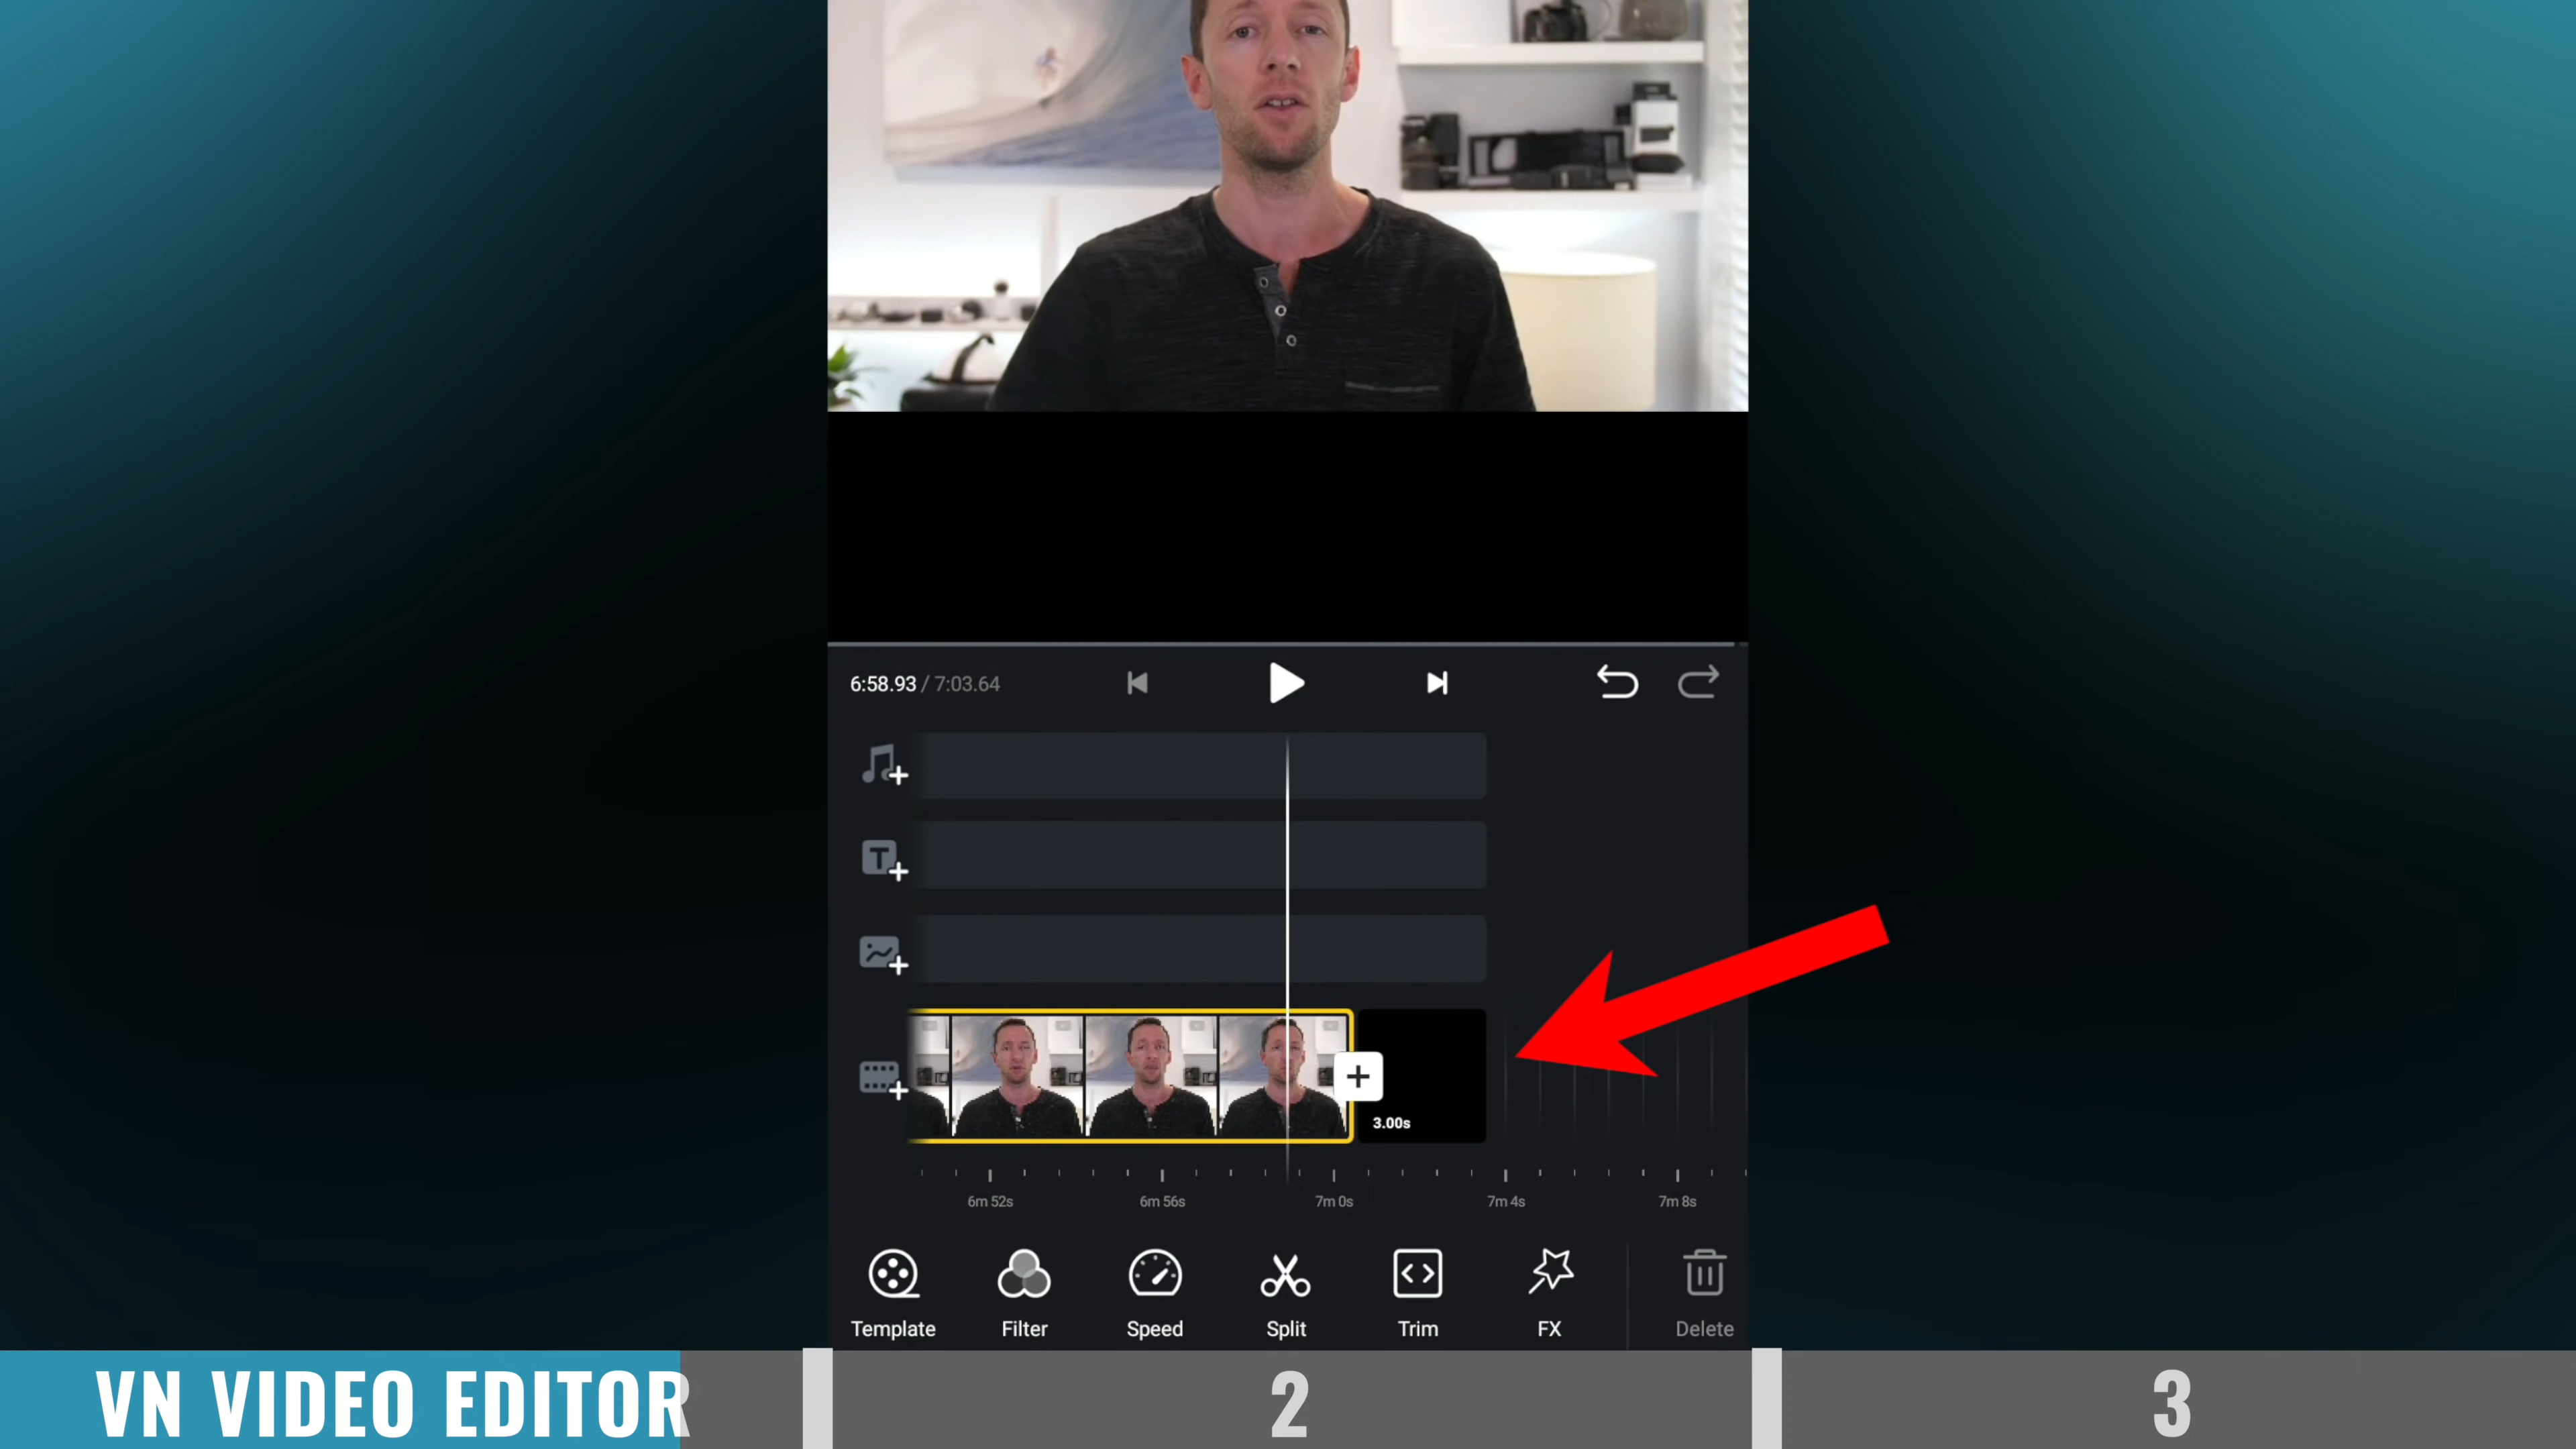 6:58.93 / 7:03.64
T
3.00s
6m 52s 6m 56s 7m 0s 7m 4s 7m 8s
Template Filter Speed Split Trim FX Delete
VN VIDEO EDITOR 2 3